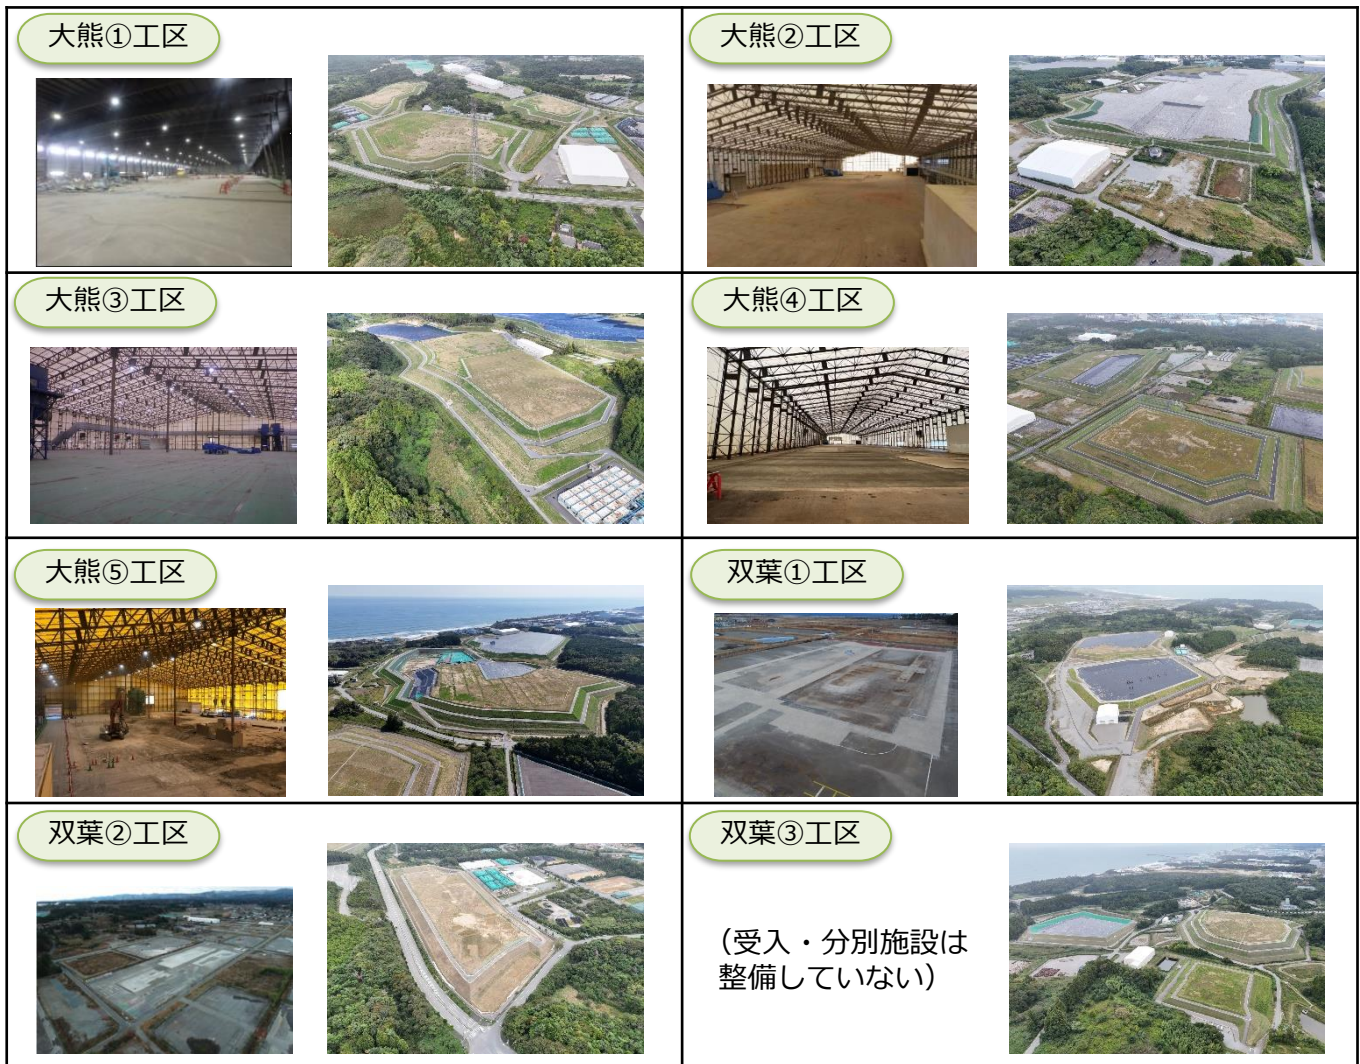 大熊①工区
大熊②工区
大熊③工区
大熊④工区
大熊⑤工区
双葉①工区
双葉②工区
双葉③工区
（受入・分別施設は
整備していない）